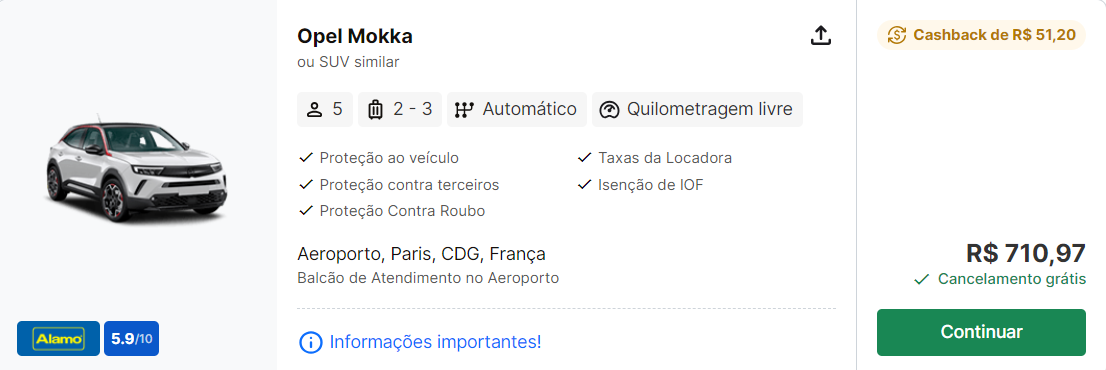 Opel Mokka
ou SUV similar
5
2 - 3
Automático
Quilometragem livre
Proteção ao veículo
Taxas da Locadora
Proteção contra terceiros
Isenção de IOF
Proteção Contra Roubo
Aeroporto, Paris, CDG, França
Balcão de Atendimento no Aeroporto
Alamo
5.9/10
Informações importantes!
Cashback de R$ 51,20
R$ 710,97
Cancelamento grátis
Continuar